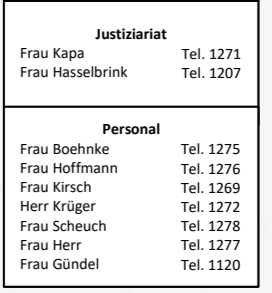 Justiziariat
Frau Kapa Tel. 1271
Frau Hasselbrink Tel. 1207
Personal
Frau Boehnke Tel. 1275
Frau Hoffmann Tel. 1276
Frau Kirsch Tel. 1269
Herr Krüger Tel. 1272
Frau Scheuch Tel. 1278
Frau Herr Tel. 1277
Frau Gündel Tel. 1120